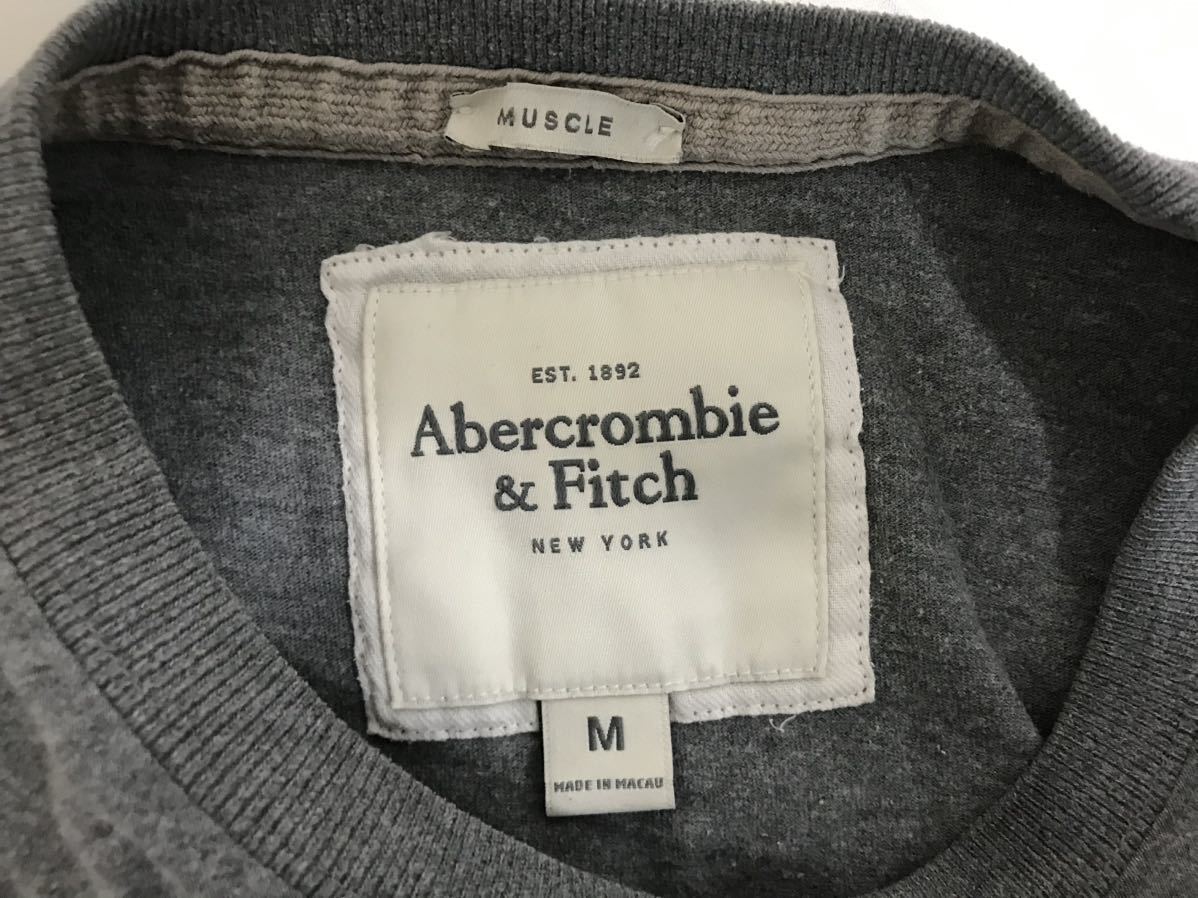 MUSCLE
EST. 1892
Abercrombie
& Fitch
NEW YORK
M
MADE IN MACAU